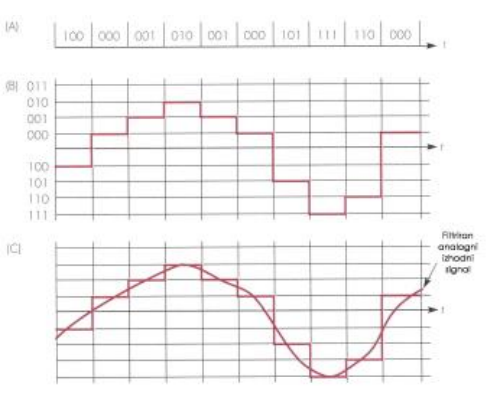 (A)
100 000 001 010 001 000 101 111 110 000
t
(B)
011
010
001
000
100
101
110
111
t
(C)
Filtriran
analogni
izhodni
signal
t